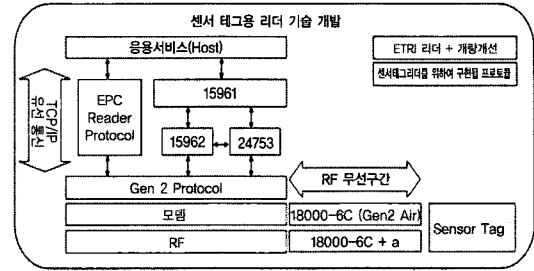 센서 테그용 리더 기술 개발
응용서비스(Host)
ETRI 리더 + 개량개선
센서태그리더를 위하여 구현될 프로토콜
TCP/IP
유선 통신
EPC
Reader
Protocol
15961
15962
24753
Gen 2 Protocol
RF 무선구간
모뎀
18000-6C (Gen2 Air)
Sensor Tag
RF
18000-6C + a